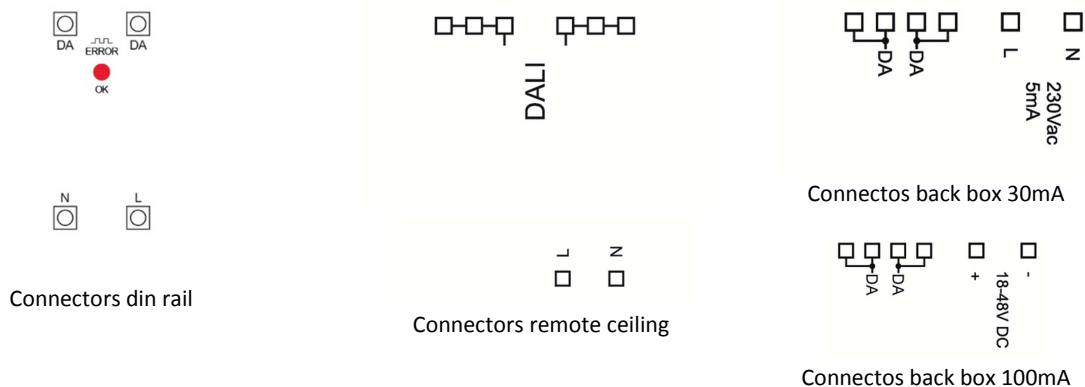 DA
DA
ERROR
OK
N
L
Connectors din rail
DALI
L
N
Connectors remote ceiling
DA
DA
L
N
230Vac
5mA
Connectos back box 30mA
DA
DA
+
18-48V DC
-
Connectos back box 100mA